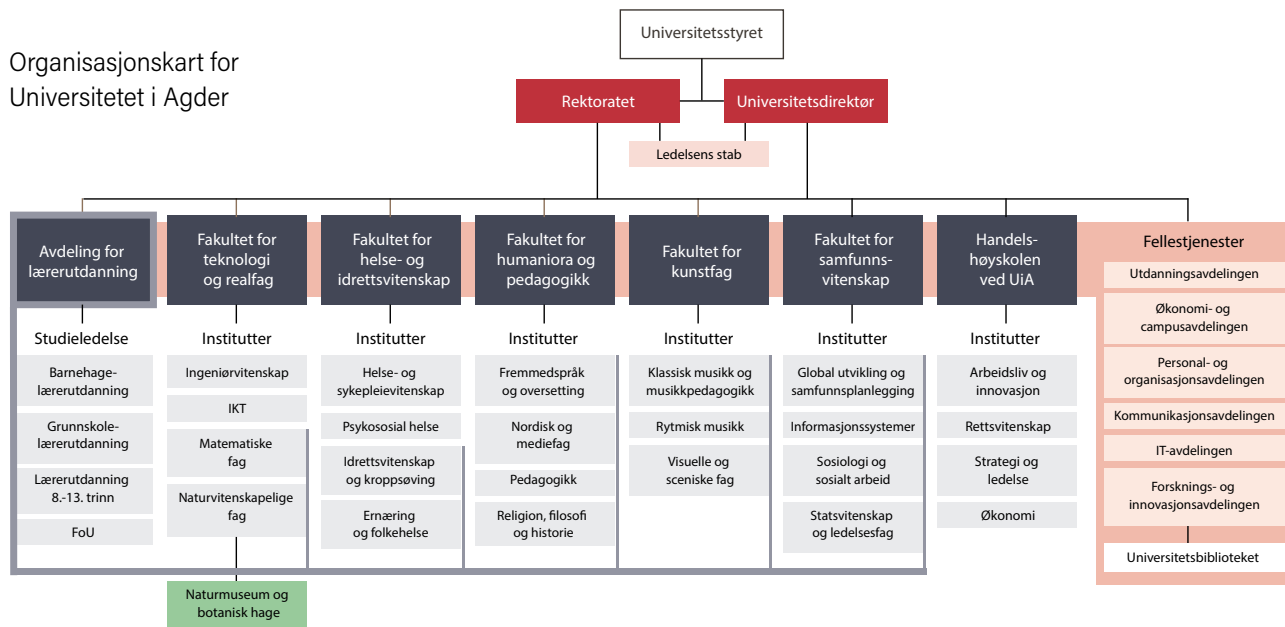 Organisasjonskart for
Universitetet i Agder
Universitetsstyret
Rektoratet
Universitetsdirektør
Ledelsens stab
Avdeling for
lærerutdanning
Studieledelse
Barnehage-
lærerutdanning
Grunnskole-
lærerutdanning
Lærerutdanning
8.-13. trinn
FoU
Fakultet for
teknologi
og realfag
Institutter
Ingeniørvitenskap
IKT
Matematiske
fag
Naturvitenskapelige
fag
Naturmuseum og
botanisk hage
Fakultet for
helse- og
idrettsvitenskap
Institutter
Helse- og
sykepleievitenskap
Psykososial helse
Idrettsvitenskap
og kroppsøving
Ernæring
og folkehelse
Fakultet for
humaniora og
pedagogikk
Institutter
Fremmedspråk
og oversetting
Nordisk og
mediefag
Pedagogikk
Religion, filosofi
og historie
Fakultet for
kunstfag
Institutter
Klassisk musikk og
musikkpedagogikk
Rytmisk musikk
Visuelle og
sceniske fag
Fakultet for
samfunns-
vitenskap
Institutter
Global utvikling og
samfunnsplanlegging
Informasjonssystemer
Sosiologi og
sosialt arbeid
Statsvitenskap
og ledelsesfag
Handels-
høyskolen
ved UiA
Institutter
Arbeidsliv og
innovasjon
Rettsvitenskap
Strategi og
ledelse
Økonomi
Fellestjenester
Utdanningsavdelingen
Økonomi- og
campusavdelingen
Personal- og
organisasjonsavdelingen
Kommunikasjonsavdelingen
IT-avdelingen
Forsknings- og
innovasjonsavdelingen
Universitetsbiblioteket